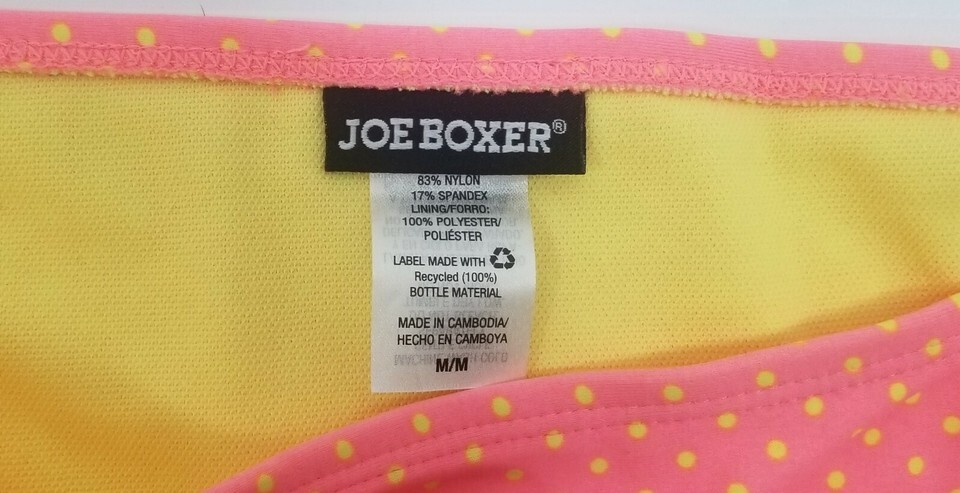 JOE BOXER®
83% NYLON
17% SPANDEX
LINING/FORRO:
100% POLYESTER/
POLIÉSTER
LABEL MADE WITH
Recycled (100%)
BOTTLE MATERIAL
MADE IN CAMBODIA/
HECHO EN CAMBOYA
M/M